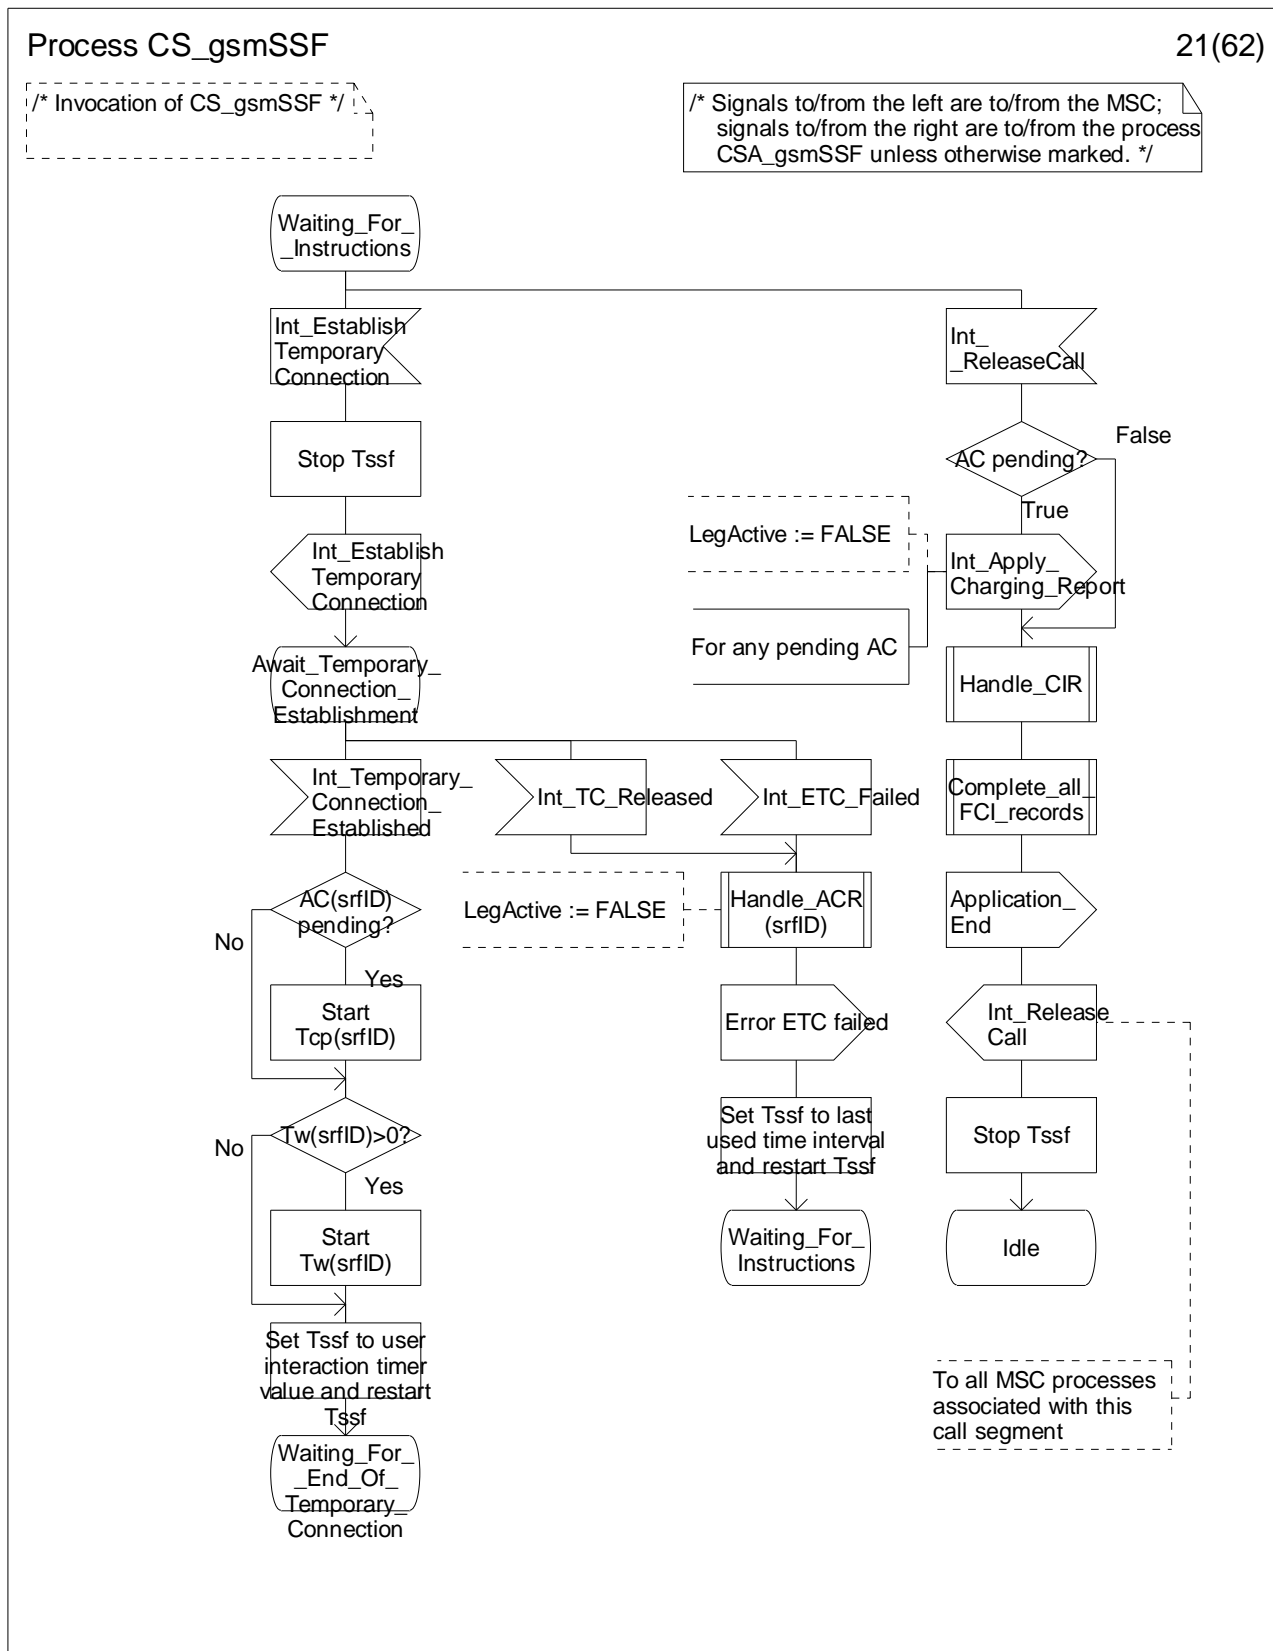 Process CS_gsmSSF
21(62)
/* Invocation of CS_gsmSSF */
/* Signals to/from the left are to/from the MSC;
signals to/from the right are to/from the process
CSA_gsmSSF unless otherwise marked. */
Waiting_For_
_Instructions
Int_Establish
Temporary
Connection
Int_
_ReleaseCall
Stop Tssf
AC pending?
False
True
Int_Establish
Temporary
Connection
LegActive := FALSE
Int_Apply_
Charging_Report
For any pending AC
Await_Temporary_
Connection_
Establishment
Handle_CIR
Int_Temporary_
Connection_
Established
Int_TC_Released
Int_ETC_Failed
Complete_all_
FCI_records
AC(srfID)
pending?
No
Yes
LegActive := FALSE
Handle_ACR
(srfID)
Application_
End
Start
Tcp(srfID)
Error ETC failed
Int_Release
Call
Tw(srfID)>0?
No
Yes
Set Tssf to last
used time interval
and restart Tssf
Stop Tssf
Start
Tw(srfID)
Waiting_For_
Instructions
Idle
Set Tssf to user
interaction timer
value and restart
Tssf
To all MSC processes
associated with this
call segment
Waiting_For_
_End_Of_
Temporary_
Connection